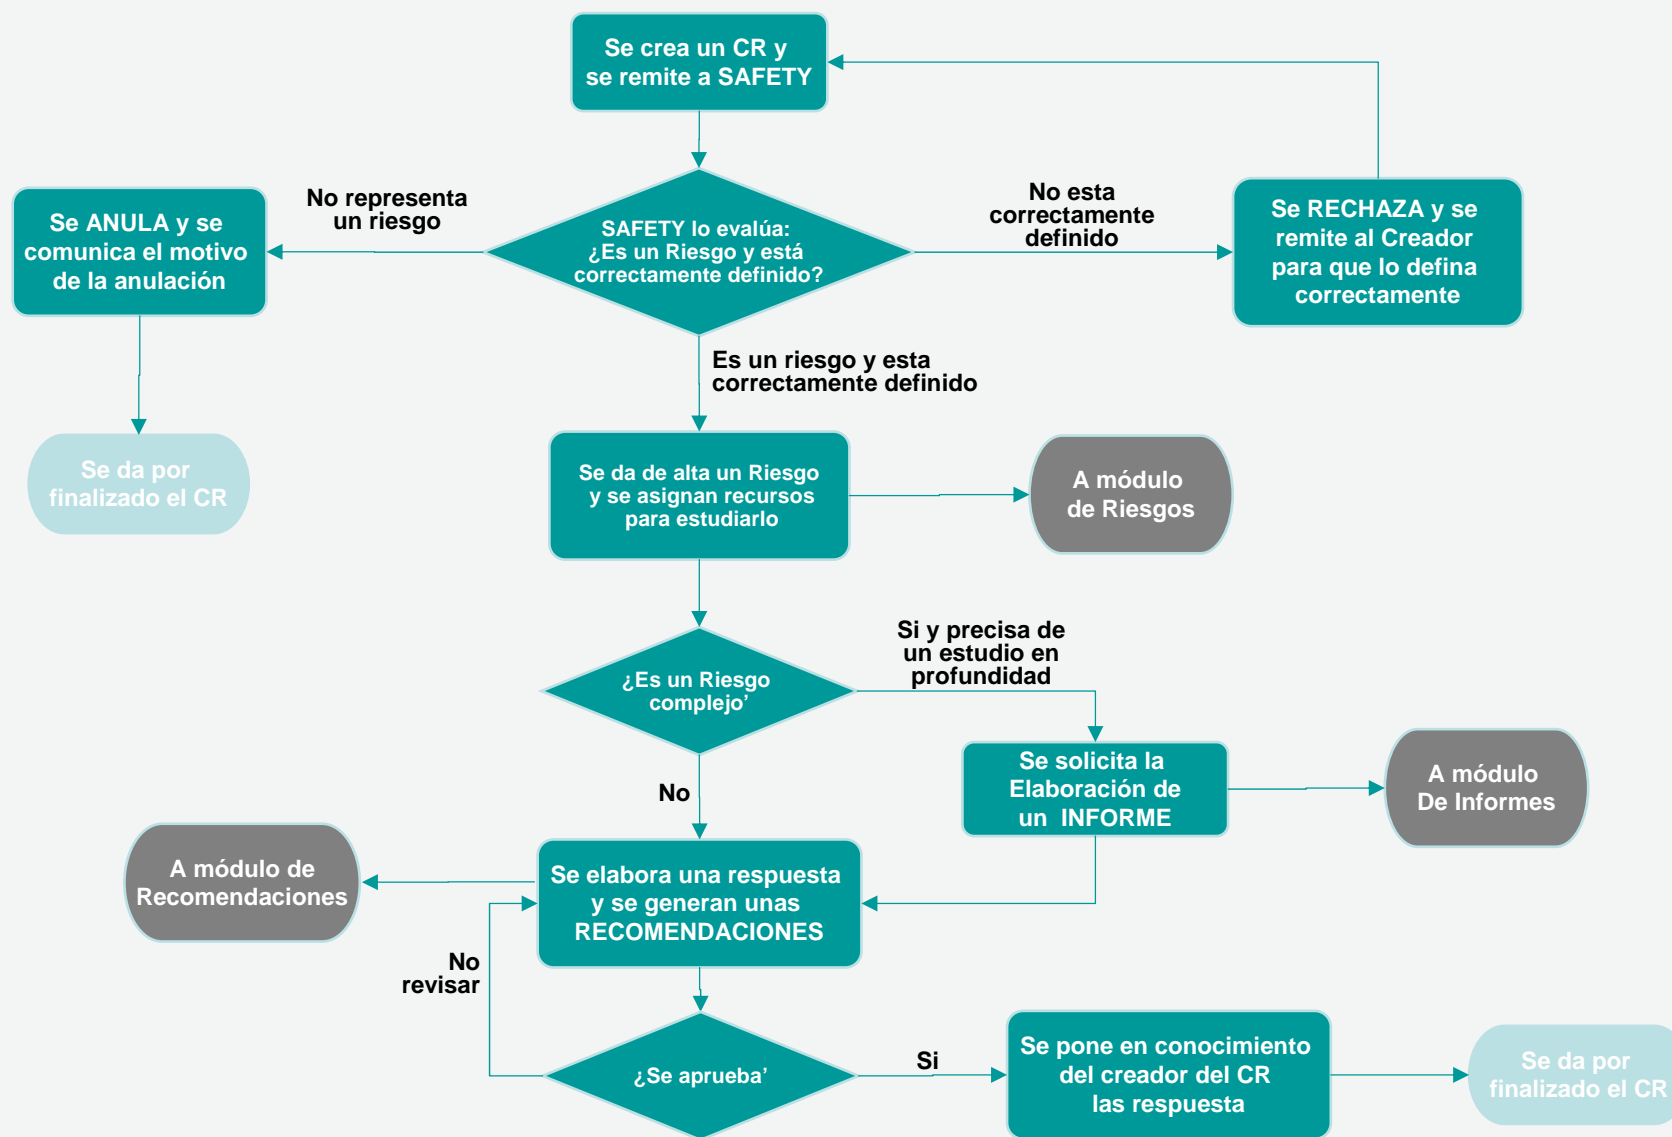 Se crea un CR y
se remite a SAFETY
No representa
un riesgo
No esta
correctamente
definido
Se ANULA y se
comunica el motivo
de la anulación
SAFETY lo evalúa:
¿Es un Riesgo y está
correctamente definido?
Se RECHAZA y se
remite al Creador
para que lo defina
correctamente
Es un riesgo y esta
correctamente definido
Se da por
finalizado el CR
Se da de alta un Riesgo
y se asignan recursos
para estudiarlo
A módulo
de Riesgos
Si y precisa de
un estudio en
profundidad
¿Es un Riesgo
complejo’
Se solicita la
Elaboración de
un INFORME
A módulo
De Informes
No
A módulo de
Recomendaciones
Se elabora una respuesta
y se generan unas
RECOMENDACIONES
No
revisar
¿Se aprueba’
Si
Se pone en conocimiento
del creador del CR
las respuesta
Se da por
finalizado el CR